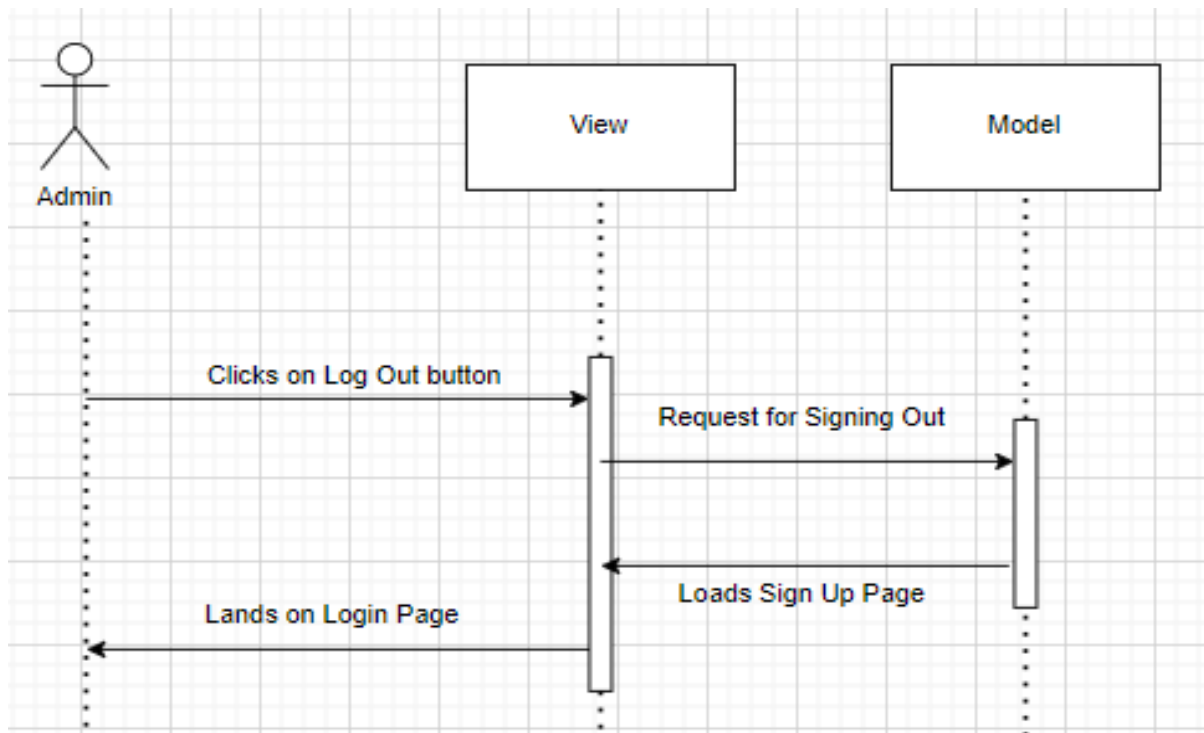 View
Model
Admin
Clicks on Log Out button
Request for Signing Out
Loads Sign Up Page
Lands on Login Page